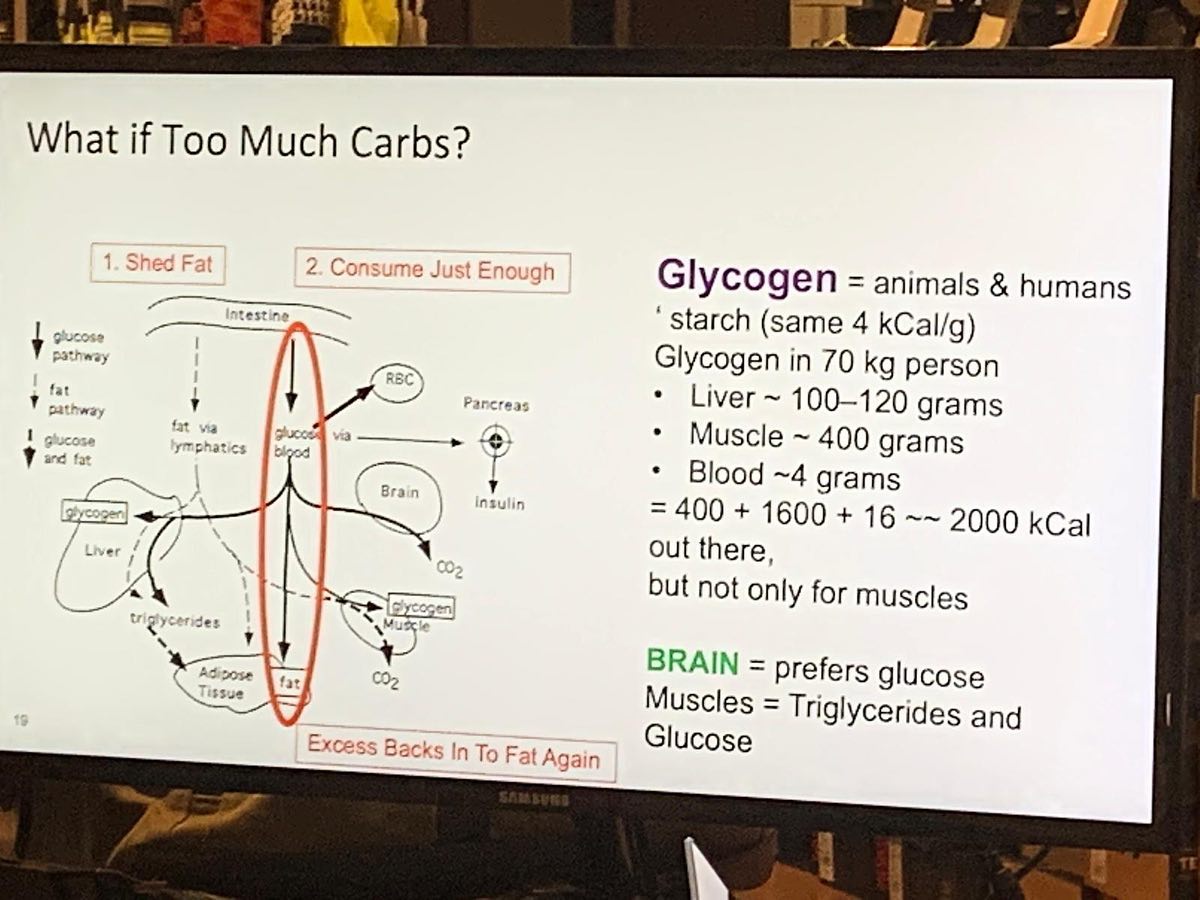 What if Too Much Carbs?
1. Shed Fat
2. Consume Just Enough
Intestine
glucose
pathway
fat
pathway
glucose
and fat
fat via
lymphatics
glucose via
blood
RBC
Pancreas
Insulin
Brain
CO2
glycogen
Liver
triglycerides
glycogen
Muscle
CO2
Adipose
Tissue
fat
Excess Backs In To Fat Again
19
Glycogen = animals & humans
‘ starch (same 4 kCal/g)
Glycogen in 70 kg person
• Liver ~ 100–120 grams
• Muscle ~ 400 grams
• Blood ~4 grams
= 400 + 1600 + 16 ~~ 2000 kCal
out there,
but not only for muscles
BRAIN = prefers glucose
Muscles = Triglycerides and
Glucose
SAMSUNG